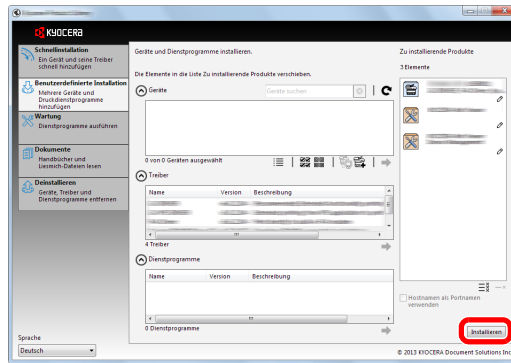 KYOCERA
Schnellinstallation
Ein Gerät und seine Treiber
schnell hinzufügen
Benutzerdefinierte Installation
Mehrere Geräte und
Druckdienstprogramme
hinzufügen
Wartung
Dienstprogramme ausführen
Dokumente
Handbücher und
Liesmich-Dateien lesen
Deinstallieren
Geräte, Treiber und
Dienstprogramme entfernen
Sprache
Deutsch
Geräte und Dienstprogramme installieren.
Die Elemente in die Liste Zu installierende Produkte verschieben.
Geräte
Geräte suchen
0 von 0 Geräten ausgewählt
Treiber
Name Version Beschreibung
4 Treiber
Dienstprogramme
Name Version Beschreibung
0 Dienstprogramme
Zu installierende Produkte
3 Elemente
Hostnamen als Portnamen
verwenden
Installieren
© 2013 KYOCERA Document Solutions Inc.